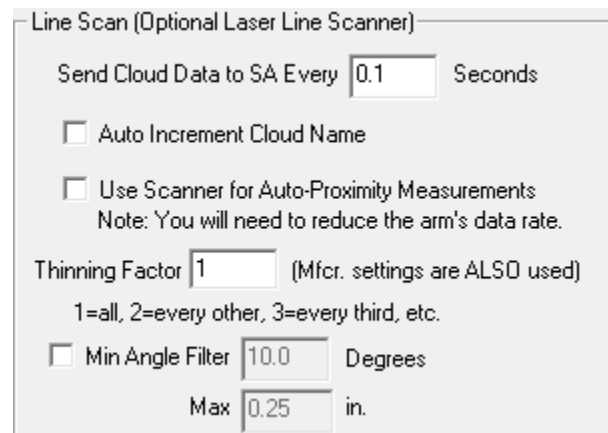 Line Scan (Optional Laser Line Scanner)
Send Cloud Data to SA Every 0.1 Seconds
Auto Increment Cloud Name
Use Scanner for Auto-Proximity Measurements
Note: You will need to reduce the arm's data rate.
Thinning Factor 1 (Mfcr. settings are ALSO used)
1=all, 2=every other, 3=every third, etc.
Min Angle Filter 10.0 Degrees
Max 0.25 in.